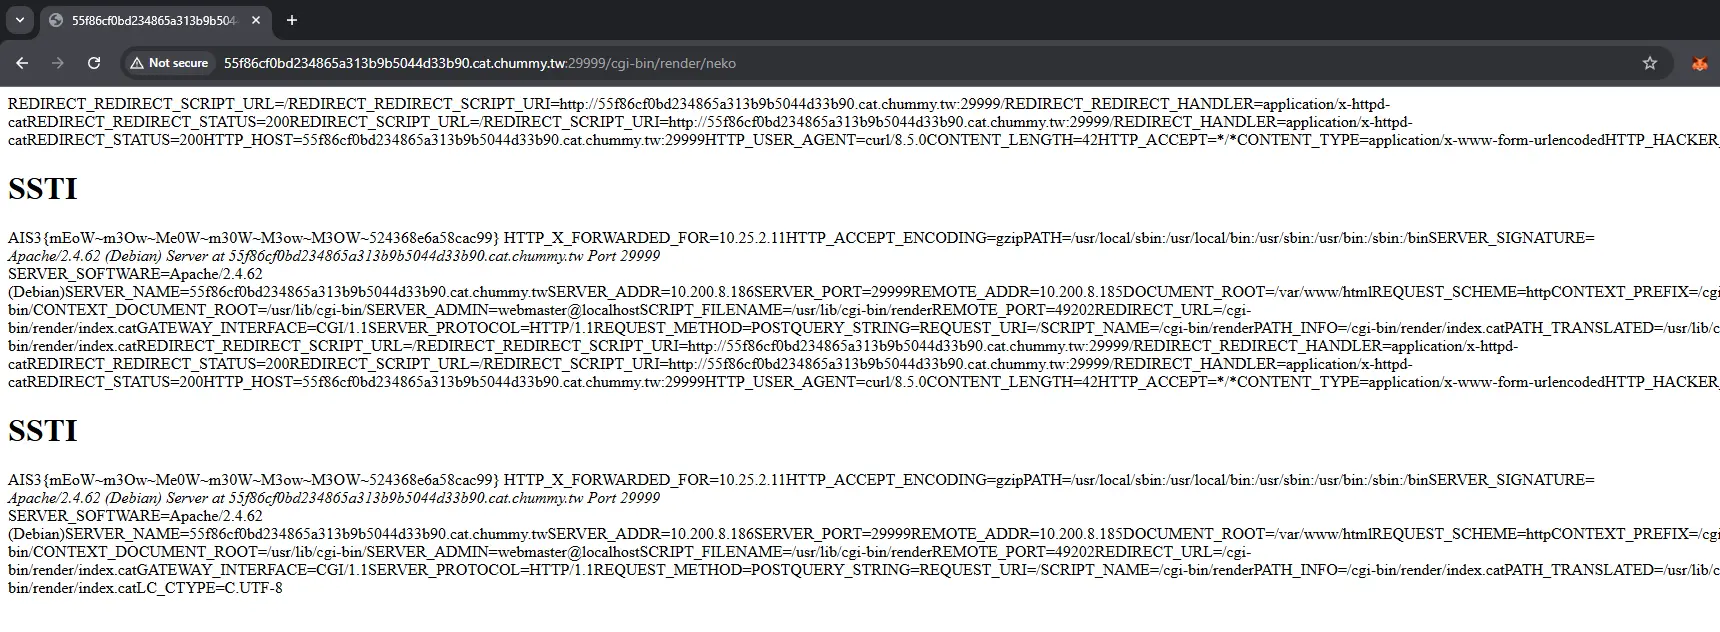 55f86cf0bd234865a313b9b504
Not secure
55f86cf0bd234865a313b9b5044d33b90.cat.chummy.tw:29999/cgi-bin/render/neko
REDIRECT_REDIRECT_SCRIPT_URL=/REDIRECT_REDIRECT_SCRIPT_URI=http://55f86cf0bd234865a313b9b5044d33b90.cat.chummy.tw:29999/REDIRECT_REDIRECT_HANDLER=application/x-httpd-
catREDIRECT_REDIRECT_STATUS=200REDIRECT_SCRIPT_URL=/REDIRECT_SCRIPT_URI=http://55f86cf0bd234865a313b9b5044d33b90.cat.chummy.tw:29999/REDIRECT_HANDLER=application/x-httpd-
catREDIRECT_STATUS=200HTTP_HOST=55f86cf0bd234865a313b9b5044d33b90.cat.chummy.tw:29999HTTP_USER_AGENT=curl/8.5.0CONTENT_LENGTH=42HTTP_ACCEPT=*/*CONTENT_TYPE=application/x-www-form-urlencodedHTTP_HACKER_
SSTI
AIS3{mEoW~m3Ow~Me0W~m30W~M3ow~M3OW~524368e6a58cac99} HTTP_X_FORWARDED_FOR=10.25.2.11HTTP_ACCEPT_ENCODING=gzipPATH=/usr/local/sbin:/usr/local/bin:/usr/sbin:/usr/bin:/sbin:/binSERVER_SIGNATURE=
Apache/2.4.62 (Debian) Server at 55f86cf0bd234865a313b9b5044d33b90.cat.chummy.tw Port 29999
SERVER_SOFTWARE=Apache/2.4.62
(Debian)SERVER_NAME=55f86cf0bd234865a313b9b5044d33b90.cat.chummy.twSERVER_ADDR=10.200.8.186SERVER_PORT=29999REMOTE_ADDR=10.200.8.185DOCUMENT_ROOT=/var/www/htmlREQUEST_SCHEME=httpCONTEXT_PREFIX=/cgi
bin/CONTEXT_DOCUMENT_ROOT=/usr/lib/cgi-bin/SERVER_ADMIN=webmaster@localhostSCRIPT_FILENAME=/usr/lib/cgi-bin/renderREMOTE_PORT=49202REDIRECT_URL=/cgi-
bin/render/index.catGATEWAY_INTERFACE=CGI/1.1SERVER_PROTOCOL=HTTP/1.1REQUEST_METHOD=POSTQUERY_STRING=REQUEST_URI=/SCRIPT_NAME=/cgi-bin/renderPATH_INFO=/cgi-bin/render/index.catPATH_TRANSLATED=/usr/lib/c
bin/render/index.catREDIRECT_REDIRECT_SCRIPT_URL=/REDIRECT_REDIRECT_SCRIPT_URI=http://55f86cf0bd234865a313b9b5044d33b90.cat.chummy.tw:29999/REDIRECT_REDIRECT_HANDLER=application/x-httpd-
catREDIRECT_REDIRECT_STATUS=200REDIRECT_SCRIPT_URL=/REDIRECT_SCRIPT_URI=http://55f86cf0bd234865a313b9b5044d33b90.cat.chummy.tw:29999/REDIRECT_HANDLER=application/x-httpd-
catREDIRECT_STATUS=200HTTP_HOST=55f86cf0bd234865a313b9b5044d33b90.cat.chummy.tw:29999HTTP_USER_AGENT=curl/8.5.0CONTENT_LENGTH=42HTTP_ACCEPT=*/*CONTENT_TYPE=application/x-www-form-urlencodedHTTP_HACKER_
SSTI
AIS3{mEoW~m3Ow~Me0W~m30W~M3ow~M3OW~524368e6a58cac99} HTTP_X_FORWARDED_FOR=10.25.2.11HTTP_ACCEPT_ENCODING=gzipPATH=/usr/local/sbin:/usr/local/bin:/usr/sbin:/usr/bin:/sbin:/binSERVER_SIGNATURE=
Apache/2.4.62 (Debian) Server at 55f86cf0bd234865a313b9b5044d33b90.cat.chummy.tw Port 29999
SERVER_SOFTWARE=Apache/2.4.62
(Debian)SERVER_NAME=55f86cf0bd234865a313b9b5044d33b90.cat.chummy.twSERVER_ADDR=10.200.8.186SERVER_PORT=29999REMOTE_ADDR=10.200.8.185DOCUMENT_ROOT=/var/www/htmlREQUEST_SCHEME=httpCONTEXT_PREFIX=/cgi
bin/CONTEXT_DOCUMENT_ROOT=/usr/lib/cgi-bin/SERVER_ADMIN=webmaster@localhostSCRIPT_FILENAME=/usr/lib/cgi-bin/renderREMOTE_PORT=49202REDIRECT_URL=/cgi-
bin/render/index.catGATEWAY_INTERFACE=CGI/1.1SERVER_PROTOCOL=HTTP/1.1REQUEST_METHOD=POSTQUERY_STRING=REQUEST_URI=/SCRIPT_NAME=/cgi-bin/renderPATH_INFO=/cgi-bin/render/index.catPATH_TRANSLATED=/usr/lib/c
bin/render/index.catLC_CTYPE=C.UTF-8